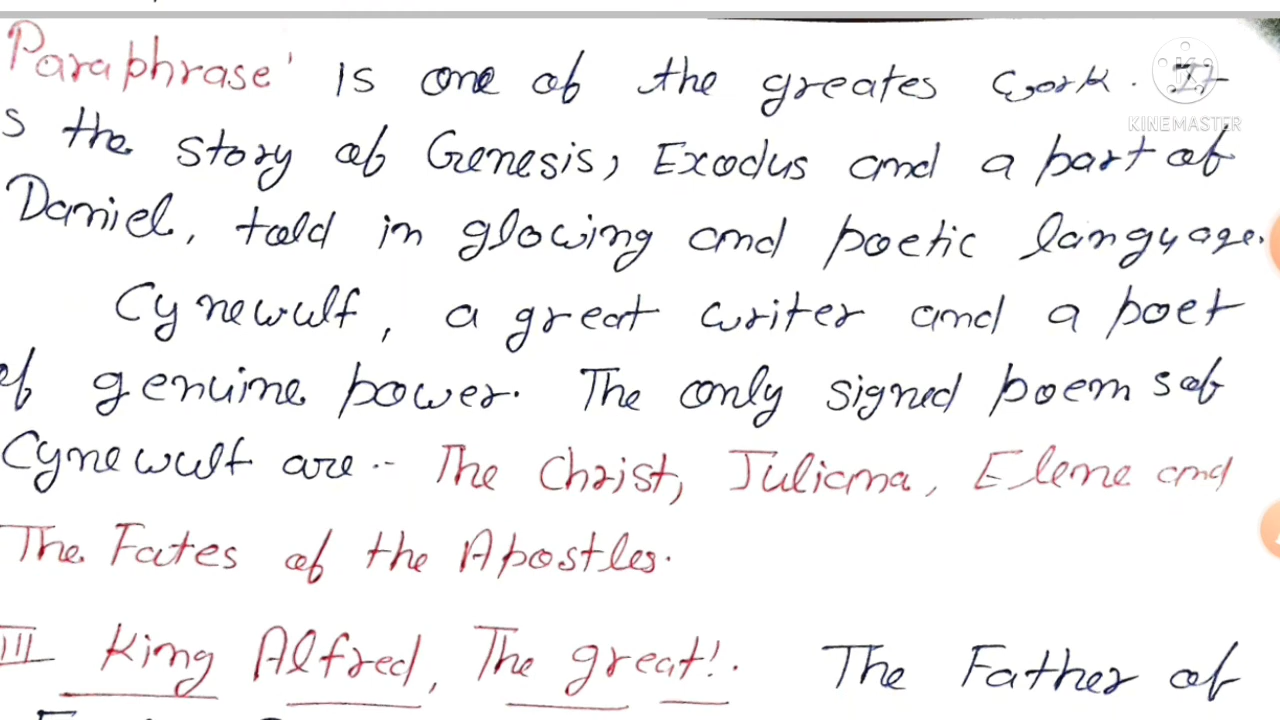 Paraphrase' is one of the greates work. It
s the story of Genesis, Exodus and a part of
Daniel, told in glowing and poetic language.
Cynewulf, a great writer and a poet
of genuine power. The only signed poems of
Cynewulf are -- The Christ, Juliana, Elene and
The Fates of the Apostles.
III King Alfred, The great!. The Father of
KINEMASTER